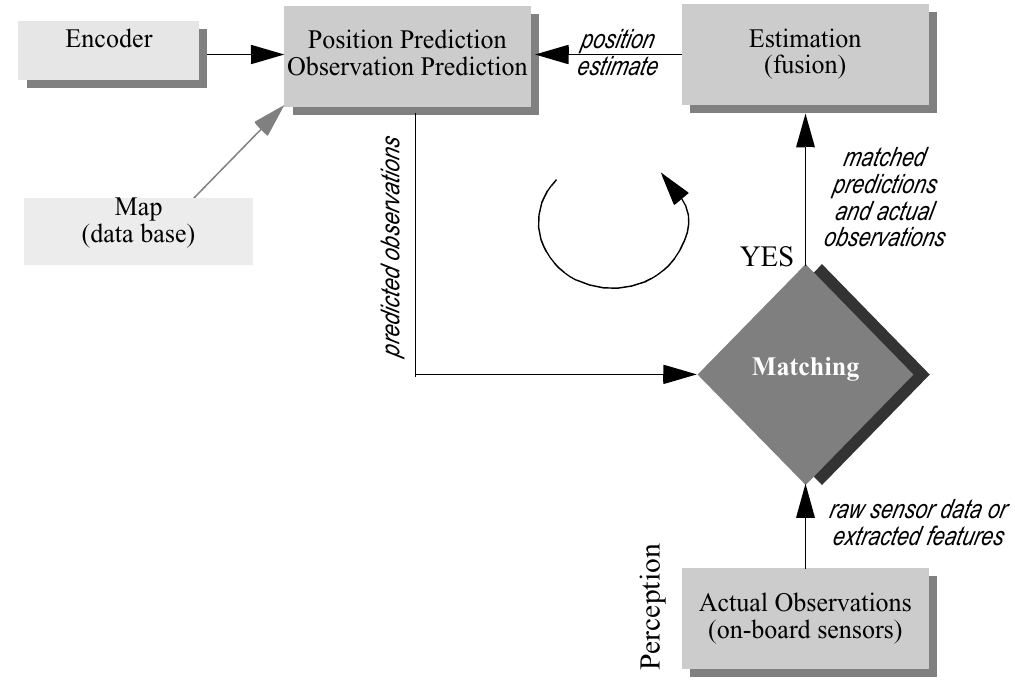 Encoder
Position Prediction
Observation Prediction
position
estimate
Estimation
(fusion)
Map
(data base)
predicted observations
matched
predictions
and actual
observations
YES
Matching
raw sensor data or
extracted features
Perception
Actual Observations
(on-board sensors)